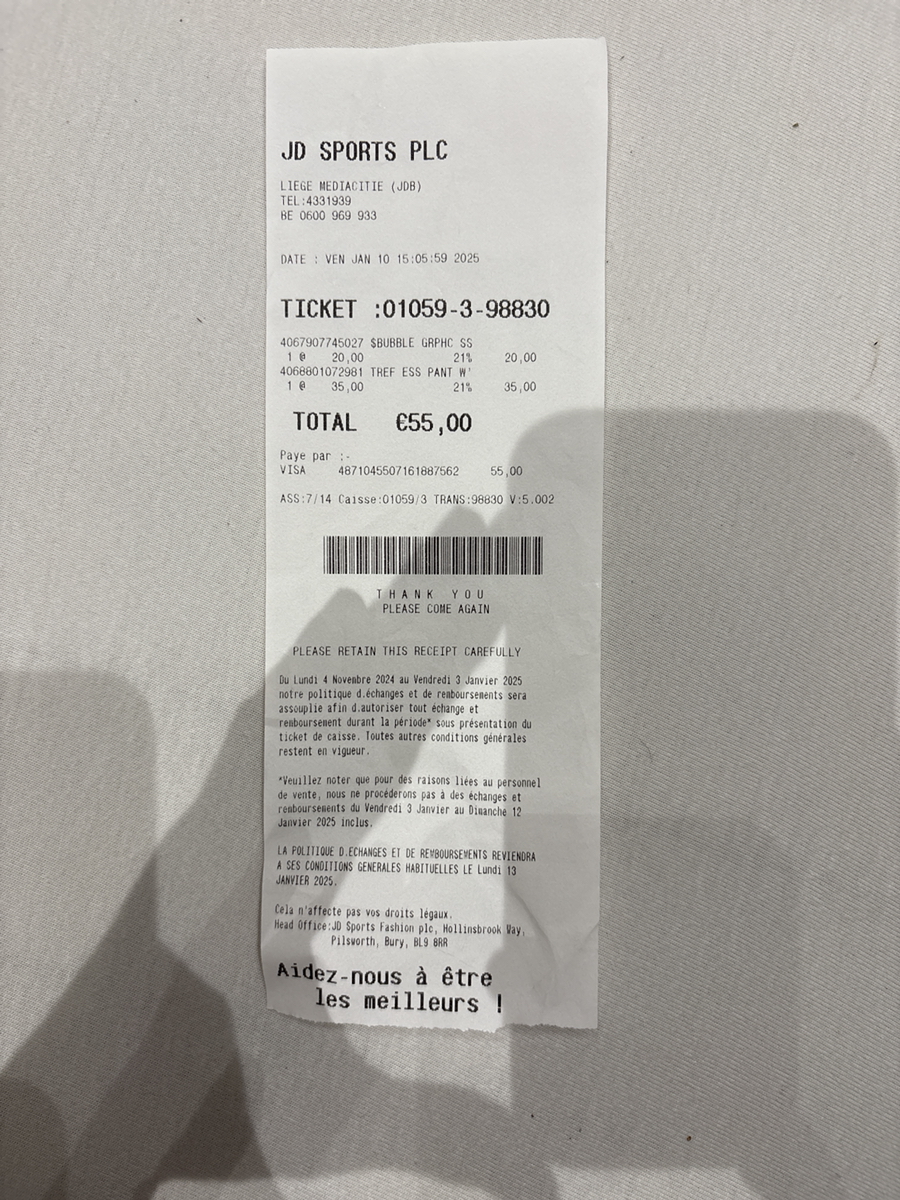 JD SPORTS PLC
LIEGE MEDIACITIE (JDB)
TEL:4331939
BE 0600 969 933
DATE : VEN JAN 10 15:05:59 2025
TICKET :01059-3-98830
4067907745027 $BUBBLE GRPHC SS
1 @ 20,00 21% 20,00
4068801072981 TREF ESS PANT W'
1 @ 35,00 21% 35,00
TOTAL €55,00
Paye par :-
VISA 4871045507161887562 55,00
ASS:7/14 Caisse:01059/3 TRANS:98830 V:5.002
THANK YOU
PLEASE COME AGAIN
PLEASE RETAIN THIS RECEIPT CAREFULLY
Du Lundi 4 Novembre 2024 au Vendredi 3 Janvier 2025
notre politique d.échanges et de remboursements sera
assouplie afin d.autoriser tout échange et
remboursement durant la période* sous présentation du
ticket de caisse. Toutes autres conditions générales
restent en vigueur.
*Veuillez noter que pour des raisons liées au personnel
de vente, nous ne procéderons pas à des échanges et
remboursements du Vendredi 3 Janvier au Dimanche 12
Janvier 2025 inclus.
LA POLITIQUE D.ECHANGES ET DE REMBOURSEMENTS REVIENDRA
A SES CONDITIONS GENERALES HABITUELLES LE Lundi 13
JANVIER 2025.
Cela n'affecte pas vos droits légaux.
Head Office:JD Sports Fashion plc, Hollinsbrook Way,
Pilsworth, Bury, BL9 8RR
Aidez-nous à être
les meilleurs !